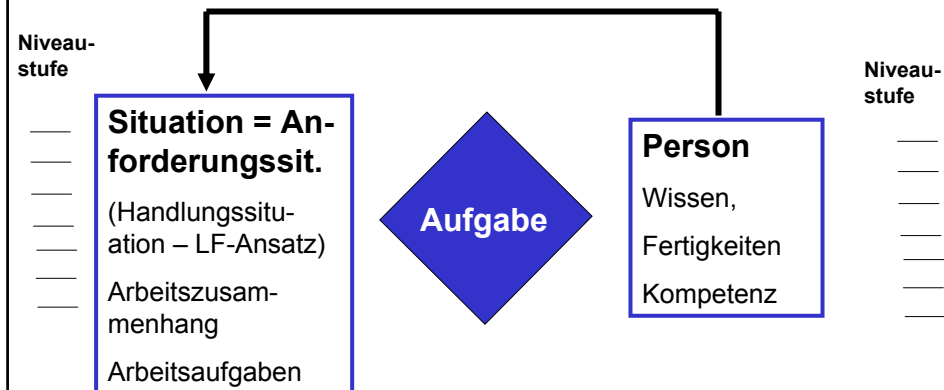 Niveau-
stufe
Situation = An-
forderungssit.
(Handlungssitu-
ation – LF-Ansatz)
Arbeitszusam-
menhang
Arbeitsaufgaben
Aufgabe
Person
Wissen,
Fertigkeiten
Kompetenz
Niveau-
stufe